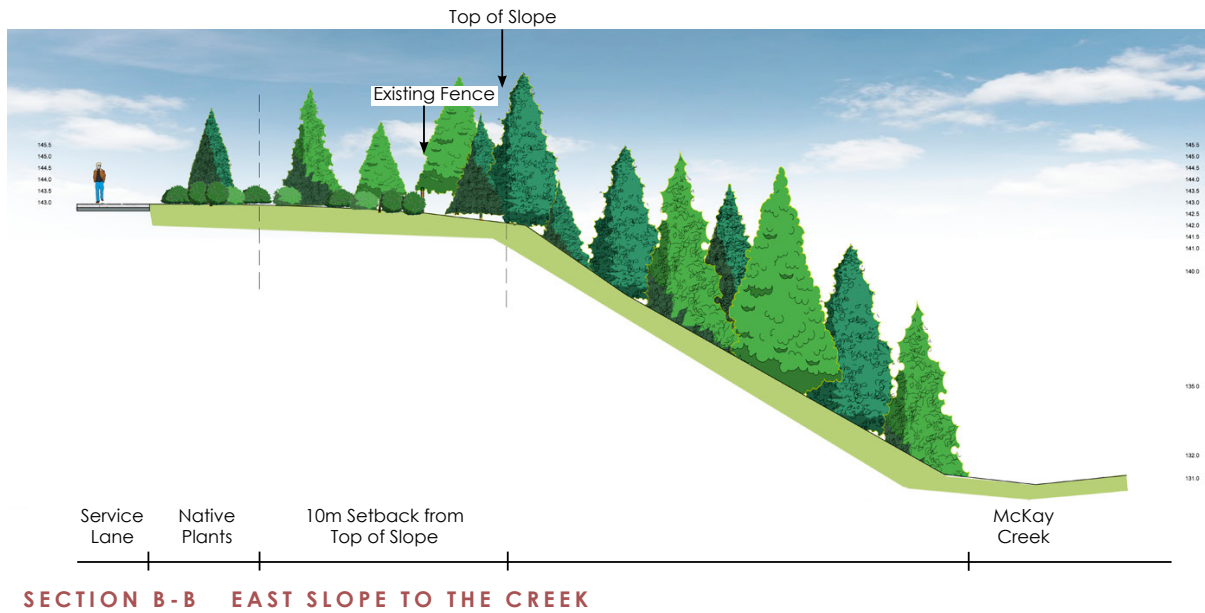 Top of Slope
Existing Fence
145.5
145.0
144.5
144.0
143.5
143.0
145.5
145.0
144.5
144.0
143.5
143.0
142.5
142.0
141.5
141.0
140.0
135.0
132.0
131.0
Service
Lane
Native
Plants
10m Setback from
Top of Slope
McKay
Creek
SECTION B-B EAST SLOPE TO THE CREEK